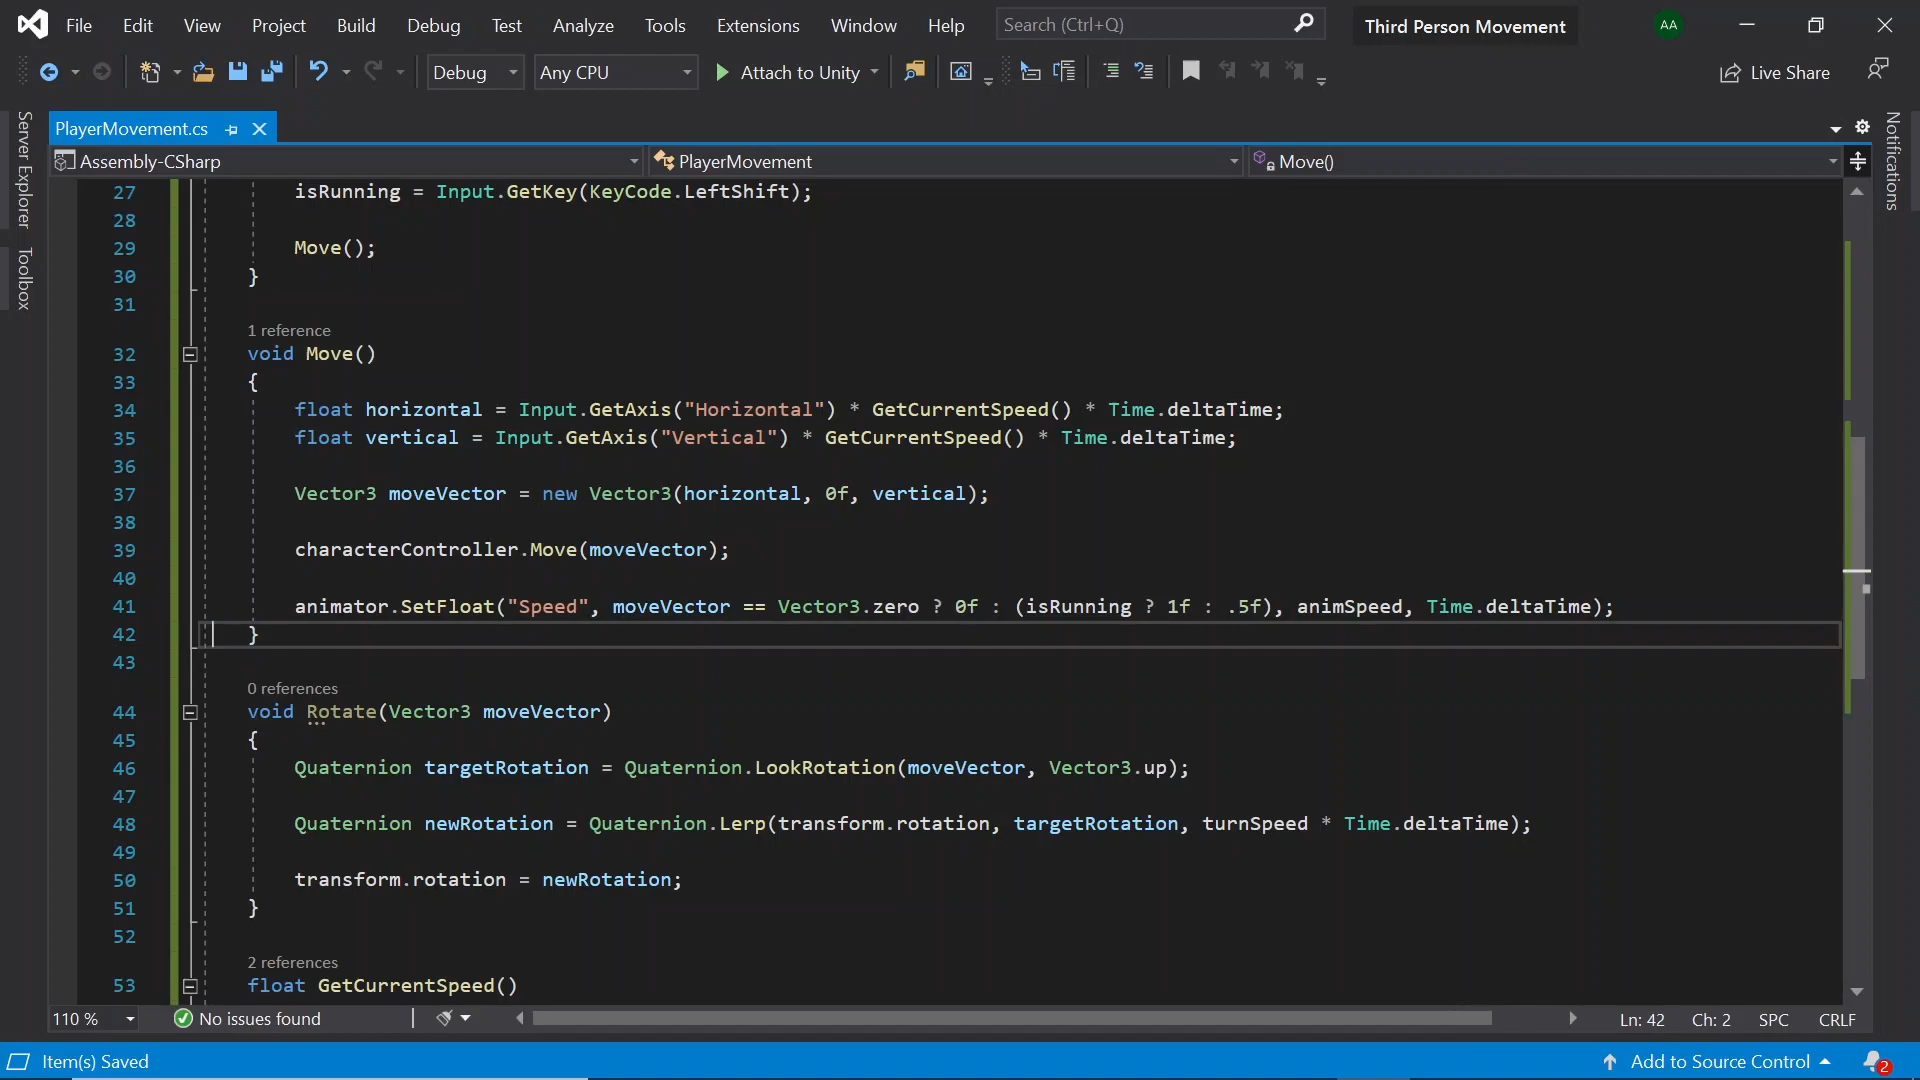 File Edit View Project Build Debug Test Analyze Tools Extensions Window Help Search (Ctrl+Q) Third Person Movement AA
Debug Any CPU Attach to Unity Live Share
Server Explorer
Toolbox
Notifications
PlayerMovement.cs
Assembly-CSharp PlayerMovement Move()
27 isRunning = Input.GetKey(KeyCode.LeftShift);
28
29 Move();
30 }
31
1 reference
32 void Move()
33 {
34 float horizontal = Input.GetAxis("Horizontal") * GetCurrentSpeed() * Time.deltaTime;
35 float vertical = Input.GetAxis("Vertical") * GetCurrentSpeed() * Time.deltaTime;
36
37 Vector3 moveVector = new Vector3(horizontal, 0f, vertical);
38
39 characterController.Move(moveVector);
40
41 animator.SetFloat("Speed", moveVector == Vector3.zero ? 0f : (isRunning ? 1f : .5f), animSpeed, Time.deltaTime);
42 }
43
0 references
44 void Rotate(Vector3 moveVector)
45 {
46 Quaternion targetRotation = Quaternion.LookRotation(moveVector, Vector3.up);
47
48 Quaternion newRotation = Quaternion.Lerp(transform.rotation, targetRotation, turnSpeed * Time.deltaTime);
49
50 transform.rotation = newRotation;
51 }
52
2 references
53 float GetCurrentSpeed()
110 % No issues found Ln: 42 Ch: 2 SPC CRLF
Item(s) Saved Add to Source Control 2